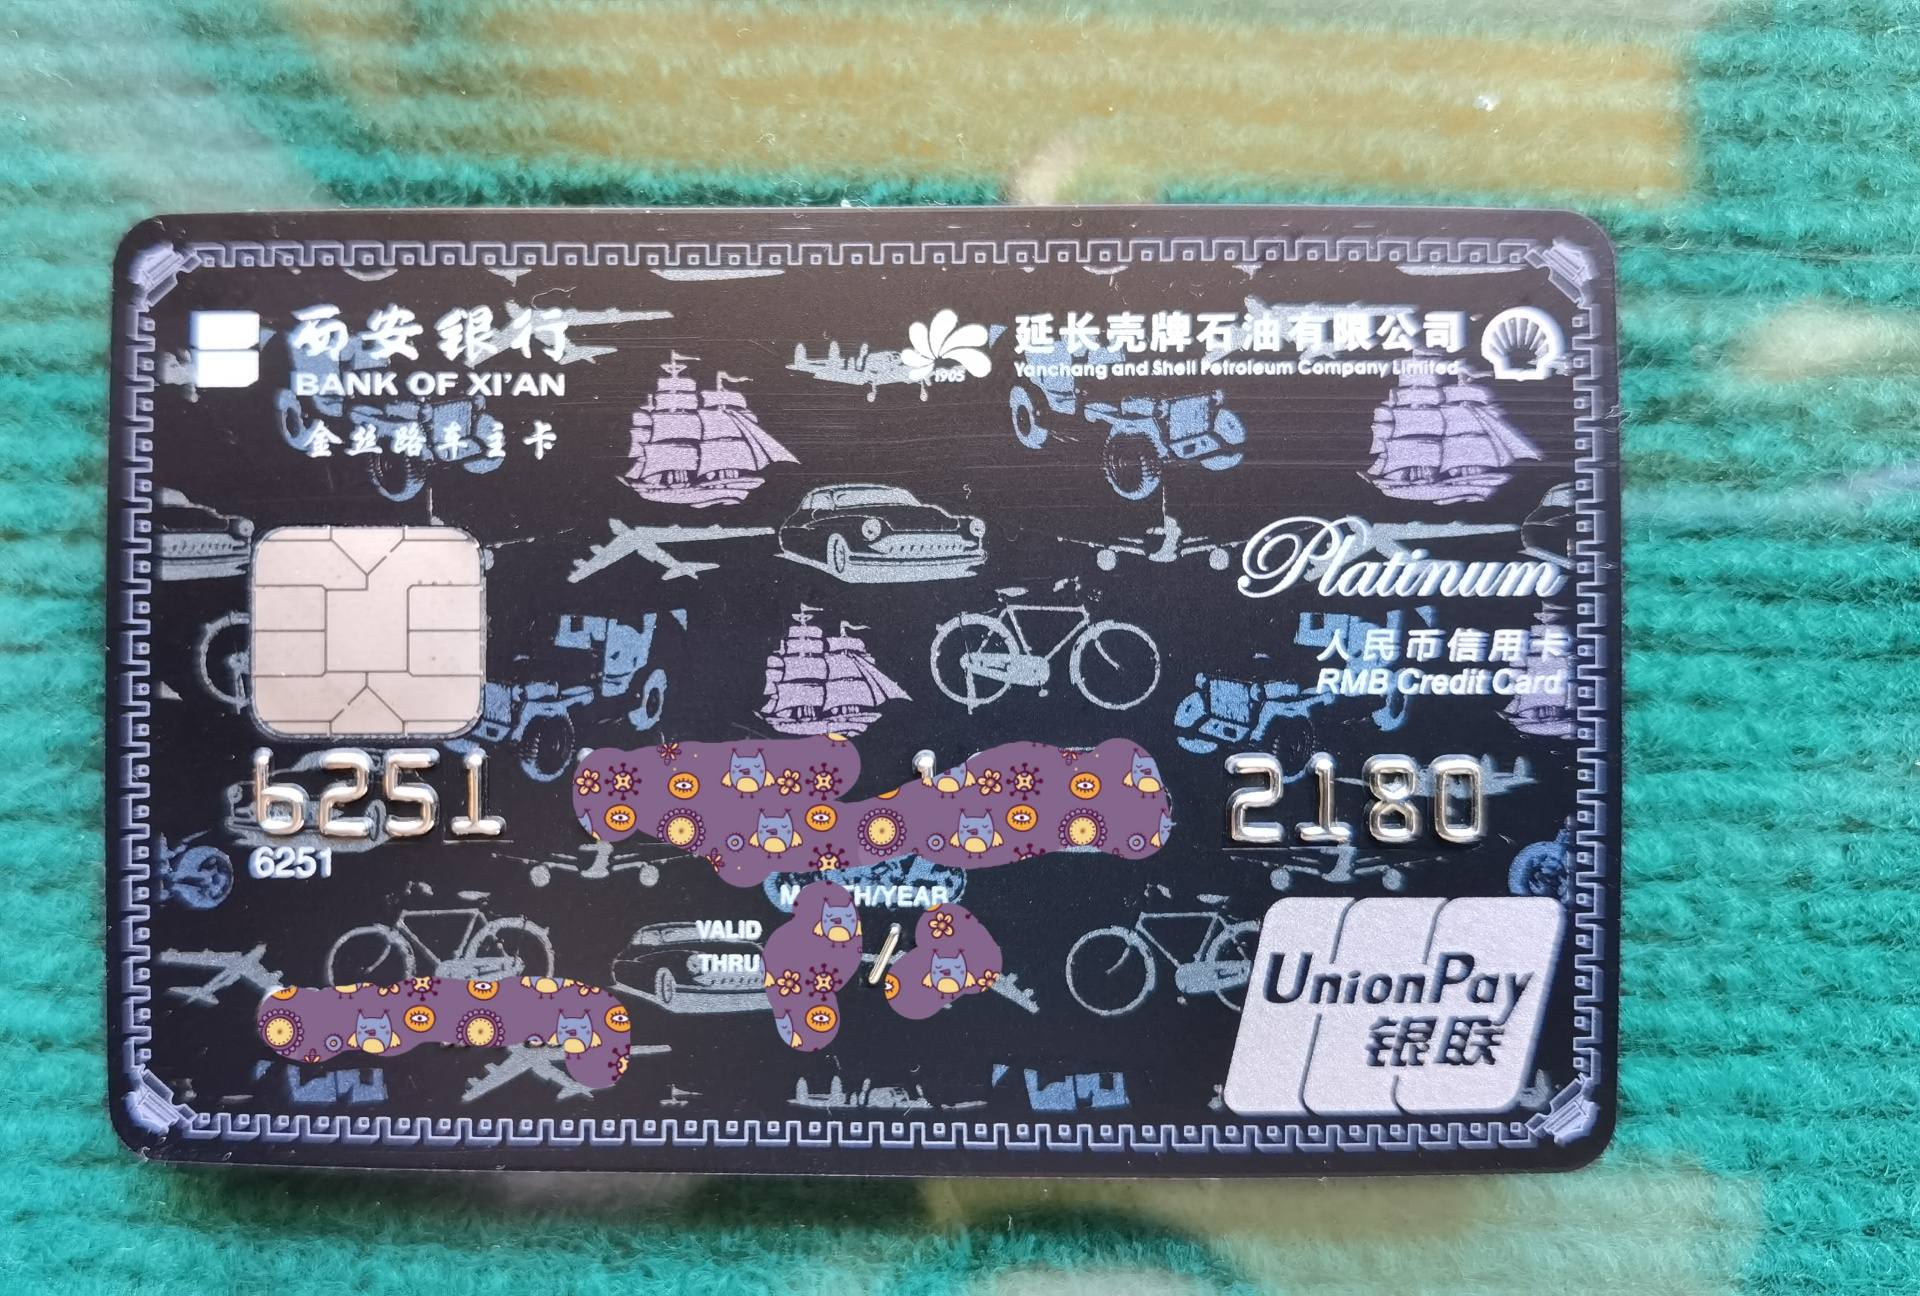 西安银行
BANK OF XI'AN
金丝路车主卡
1905
延长壳牌石油有限公司
Yanchang and Shell Petroleum Company Limited
Platinum
人民币信用卡
RMB Credit Card
6251 2180
6251
H/YEAR
VALID
THRU /
UnionPay
银联